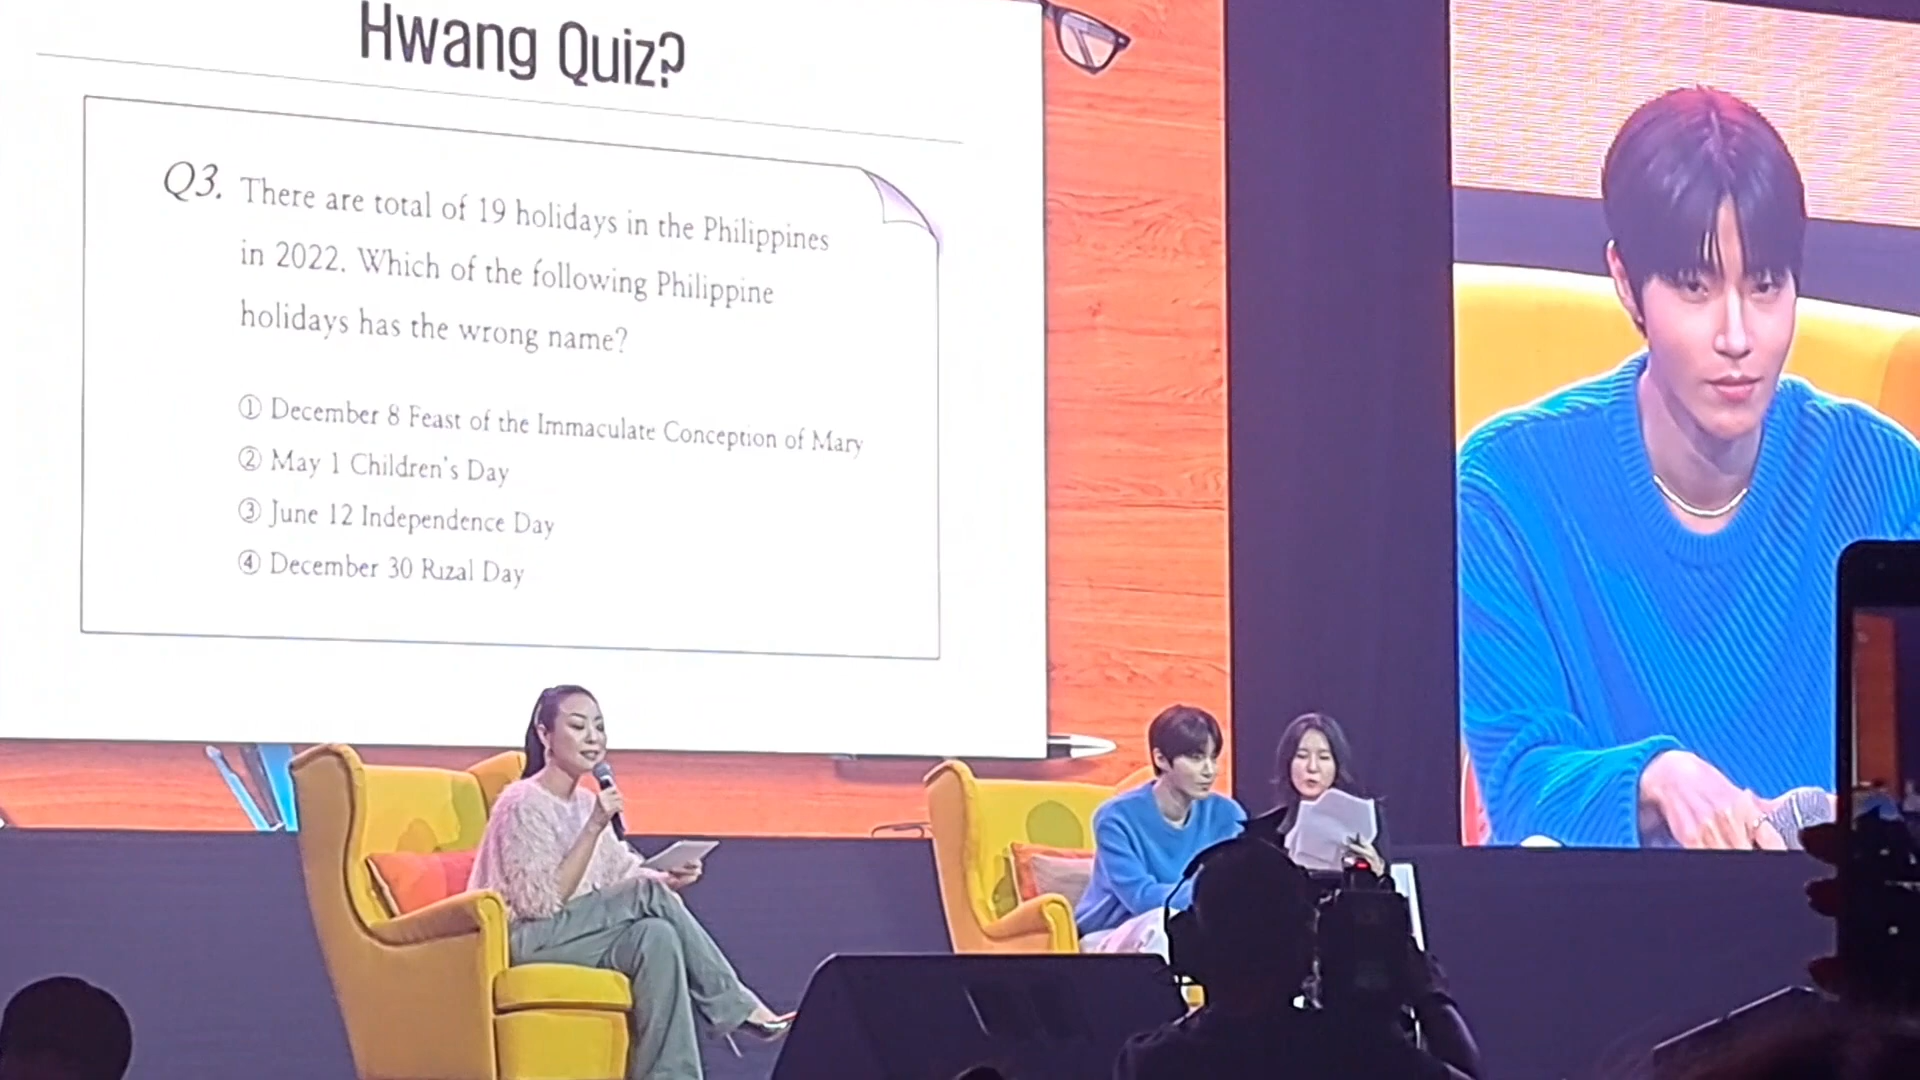 Hwang Quiz?
Q3. There are total of 19 holidays in the Philippines
in 2022. Which of the following Philippine
holidays has the wrong name?
① December 8 Feast of the Immaculate Conception of Mary
② May 1 Children's Day
③ June 12 Independence Day
④ December 30 Rizal Day